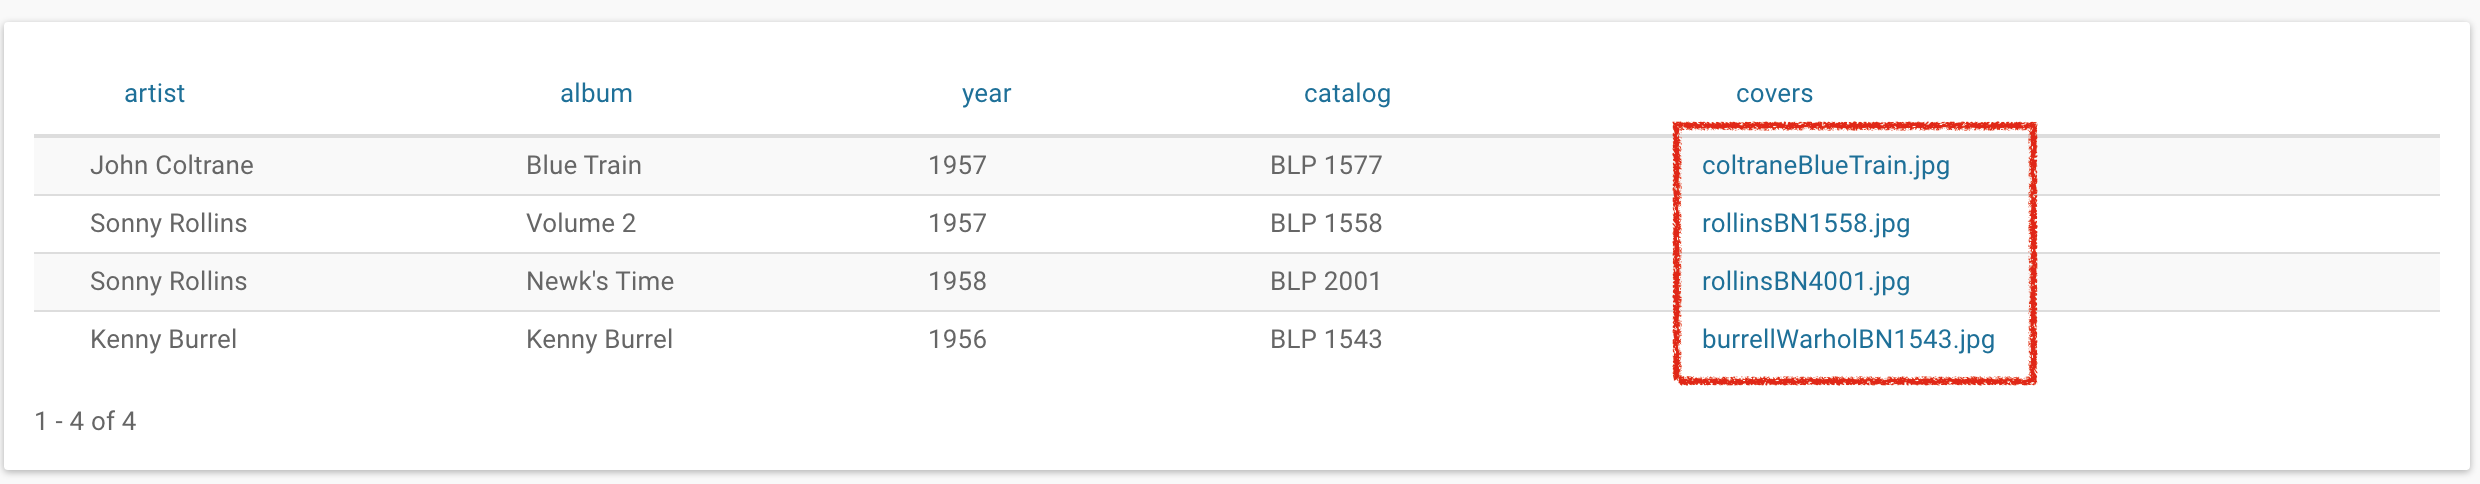 artist album year catalog covers
John Coltrane Blue Train 1957 BLP 1577 coltraneBlueTrain.jpg
Sonny Rollins Volume 2 1957 BLP 1558 rollinsBN1558.jpg
Sonny Rollins Newk's Time 1958 BLP 2001 rollinsBN4001.jpg
Kenny Burrel Kenny Burrel 1956 BLP 1543 burrellWarholBN1543.jpg
1 - 4 of 4